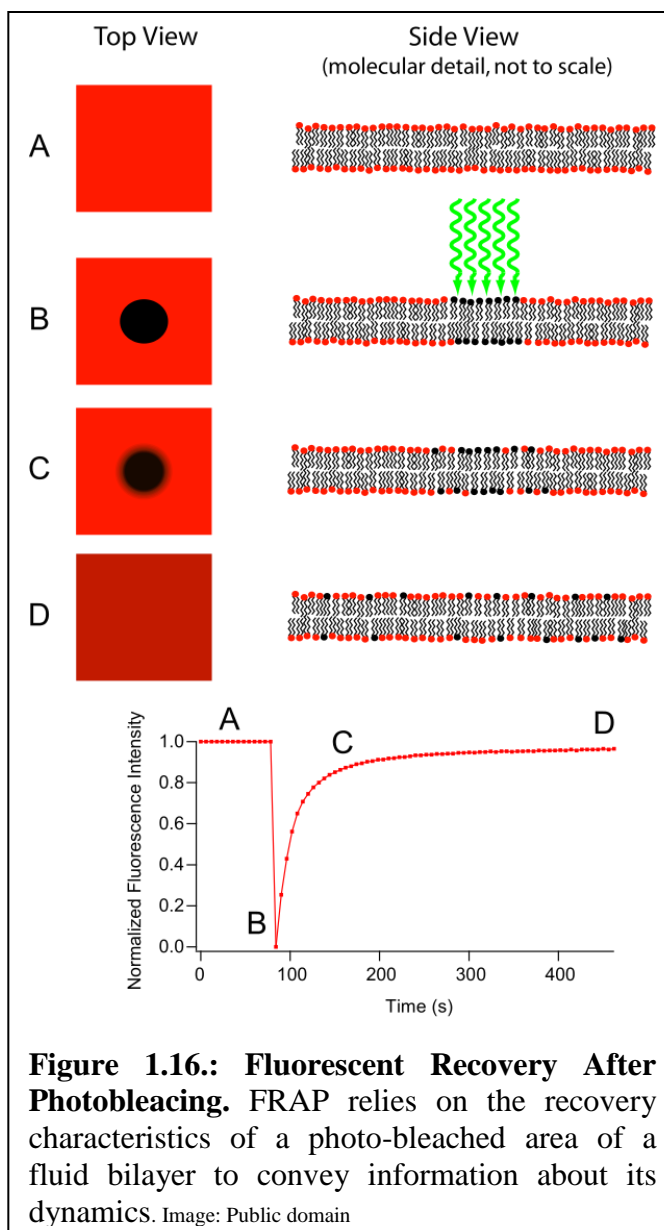 Top View
Side View
(molecular detail, not to scale)
A
B
C
D
A
B
C
D
Normalized Fluorescence Intensity
1.0
0.8
0.6
0.4
0.2
0.0
0 100 200 300 400
Time (s)
Figure 1.16.: Fluorescent Recovery After
Photobleacing. FRAP relies on the recovery
characteristics of a photo-bleached area of a
fluid bilayer to convey information about its
dynamics. Image: Public domain